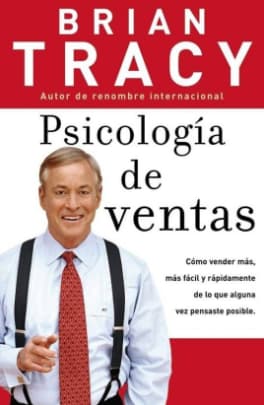 BRIAN
TRACY
Autor de renombre internacional
Psicología
de
ventas
Cómo vender más,
más fácil y rápidamente
de lo que alguna
vez pensaste posible.